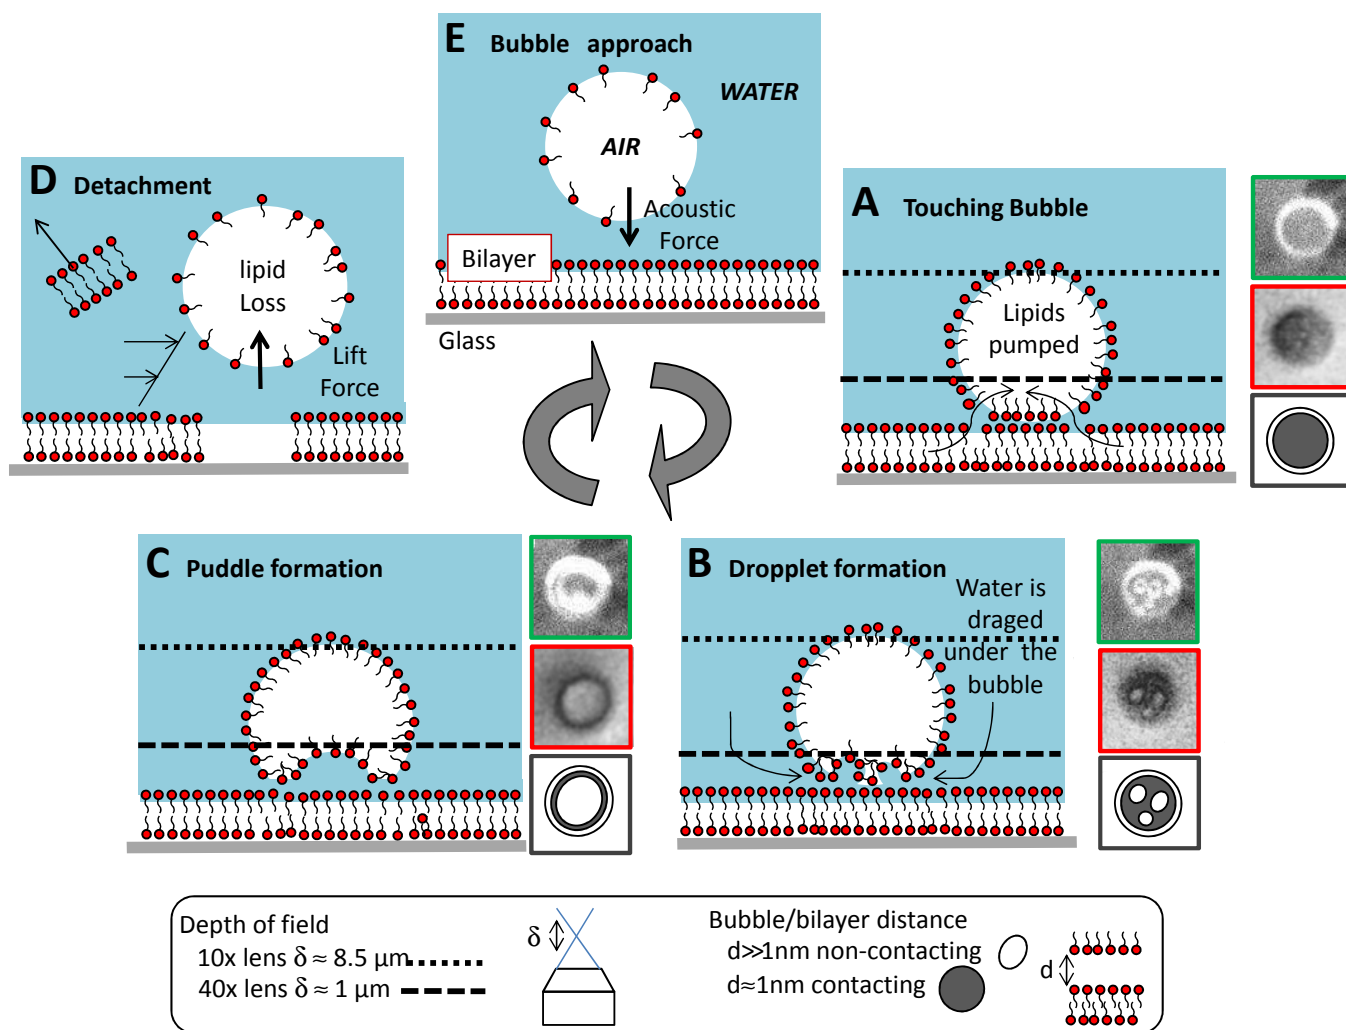 E Bubble approach
WATER
AIR
Acoustic
Force
Bilayer
Glass
D Detachment
lipid
Loss
Lift
Force
A Touching Bubble
Lipids
pumped
C Puddle formation
B Dropplet formation
Water is
draged
under the
bubble
Depth of field
10x lens δ ≈ 8.5 μm
40x lens δ ≈ 1 μm
δ
Bubble/bilayer distance
d≫1nm non-contacting
d≈1nm contacting
d